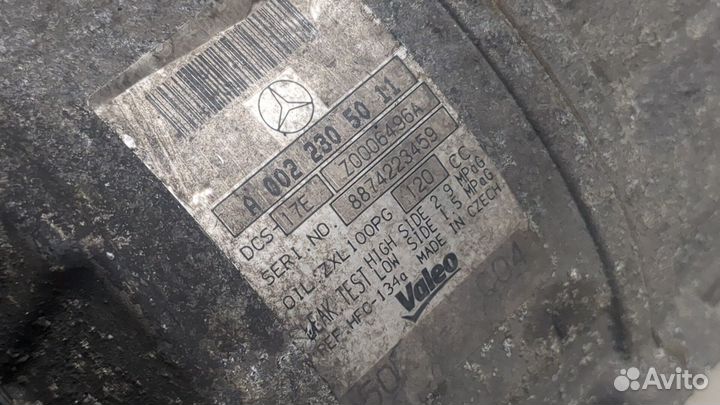 A 002 230 50 11
DCS-17E Z0006496A
SERI NO. 8874223459
OIL: ZXL100PG 120 CC
LEAK TEST HIGH SIDE 2.9 MPaG
LOW SIDE 1.5 MPaG
REF. HFC-134a MADE IN CZECH
Valeo
Avito